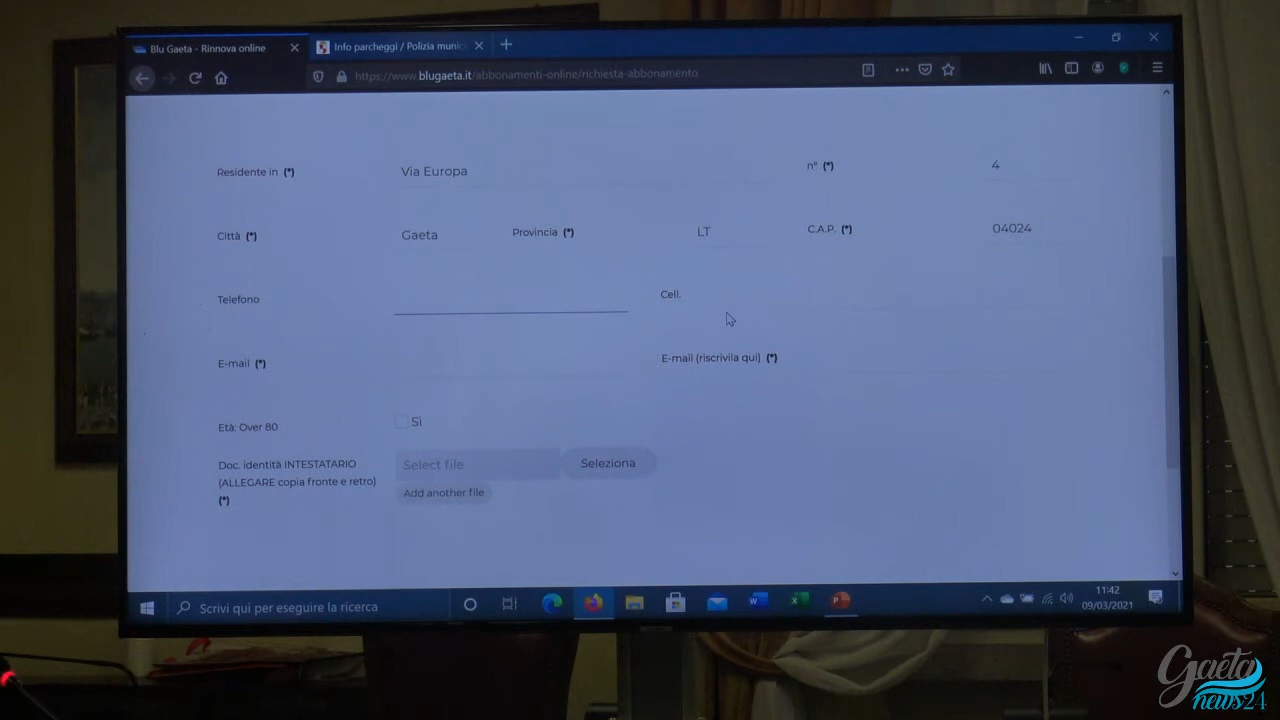 Blu Gaeta - Rinnova online
Info parcheggi / Polizia munic
https://www.blugaeta.it/abbonamenti-online/richiesta-abbonamento
Residente in (*) Via Europa n° (*) 4
Città (*) Gaeta Provincia (*) LT C.A.P. (*) 04024
Telefono Cell.
E-mail (*) E-mail (riscrivila qui) (*)
Età: Over 80 Sì
Doc. identità INTESTATARIO
(ALLEGARE copia fronte e retro)
(*)
Select file Seleziona
Add another file
Scrivi qui per eseguire la ricerca
11:42
09/03/2021
Gaeta
news24